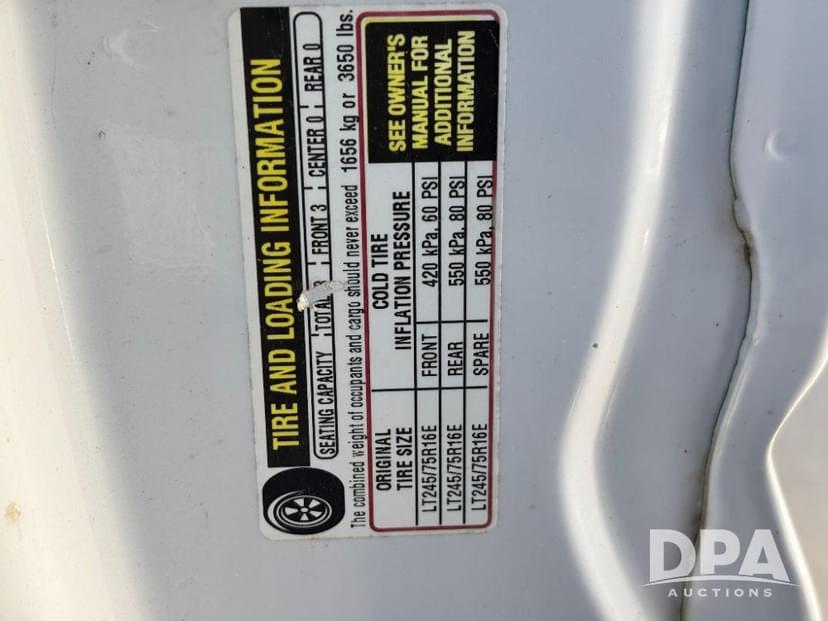 TIRE AND LOADING INFORMATION
SEATING CAPACITY TOTAL 3 FRONT 3 CENTER 0 REAR 0
The combined weight of occupants and cargo should never exceed 1656 kg or 3650 lbs.
ORIGINAL TIRE SIZE
COLD TIRE INFLATION PRESSURE
LT245/75R16E FRONT 420 kPa, 60 PSI
LT245/75R16E REAR 550 kPa, 80 PSI
LT245/75R16E SPARE 550 kPa, 80 PSI
SEE OWNER'S
MANUAL FOR
ADDITIONAL
INFORMATION
DPA
AUCTIONS